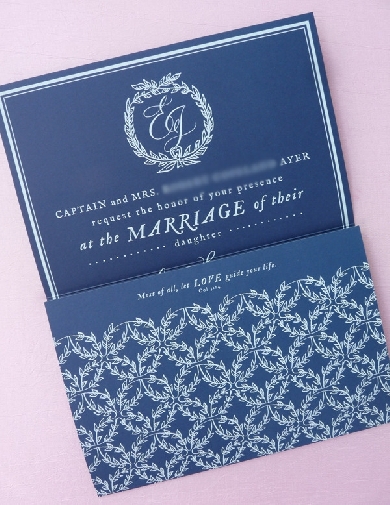 EJ
CAPTAIN and MRS. AYER
request the honor of your presence
at the MARRIAGE of their
daughter
Most of all, let LOVE guide your life.